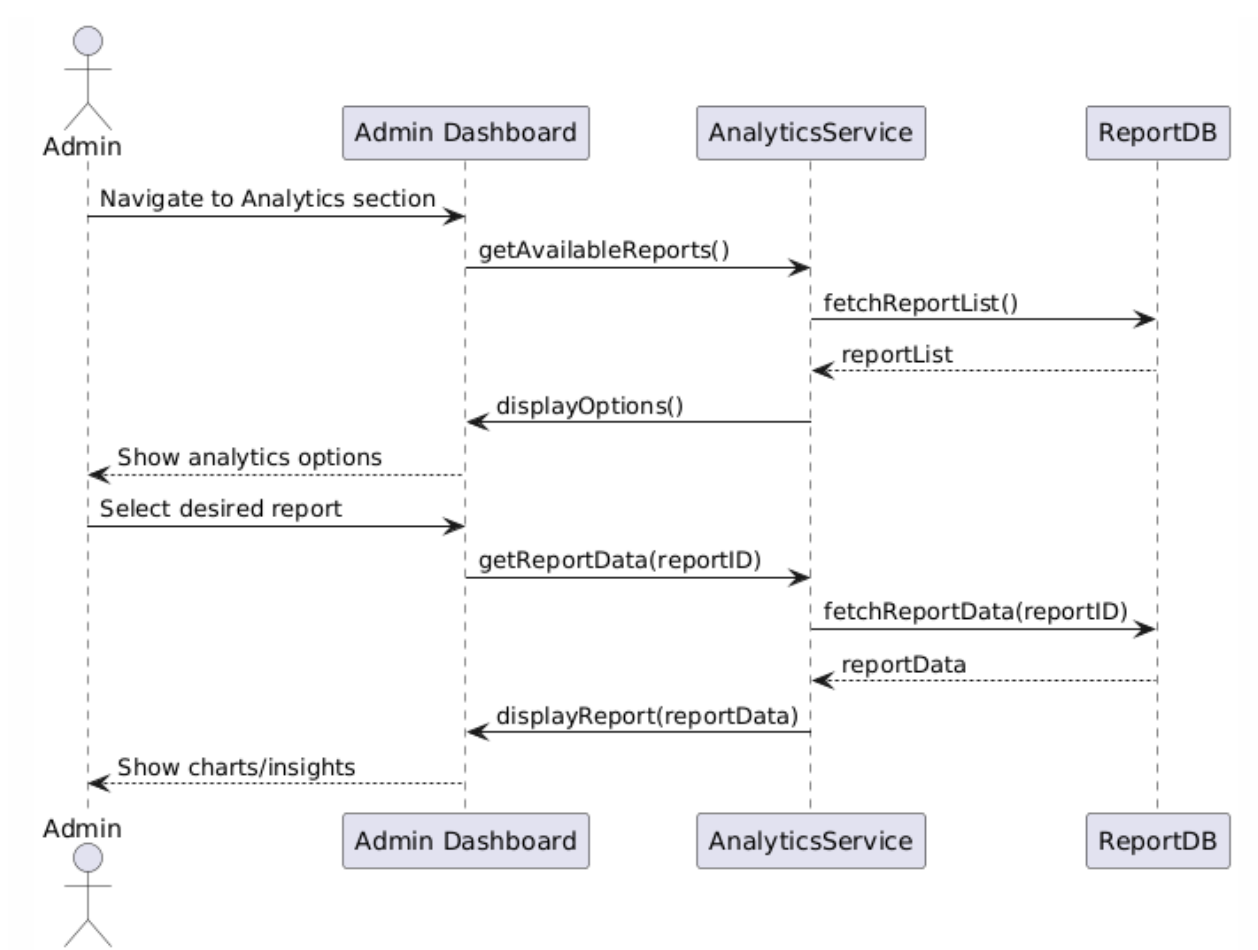 Admin
Admin Dashboard
AnalyticsService
ReportDB
Navigate to Analytics section
getAvailableReports()
fetchReportList()
reportList
displayOptions()
Show analytics options
Select desired report
getReportData(reportID)
fetchReportData(reportID)
reportData
displayReport(reportData)
Show charts/insights
Admin
Admin Dashboard
AnalyticsService
ReportDB